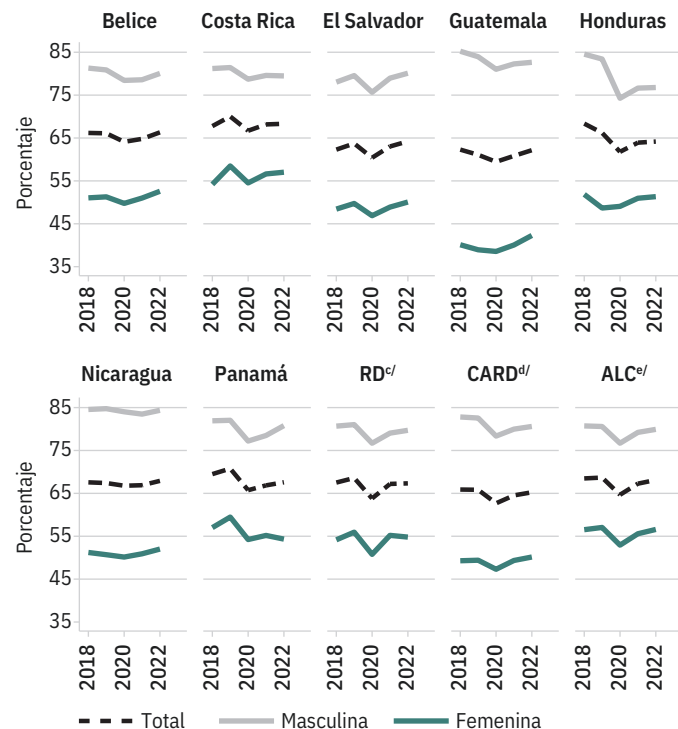 Belice Costa Rica El Salvador Guatemala Honduras
Porcentaje
85
75
65
55
45
35
2018 2020 2022 2018 2020 2022 2018 2020 2022 2018 2020 2022 2018 2020 2022
Nicaragua Panamá RDc/ CARDd/ ALCe/
Porcentaje
85
75
65
55
45
35
2018 2020 2022 2018 2020 2022 2018 2020 2022 2018 2020 2022 2018 2020 2022
Total Masculina Femenina